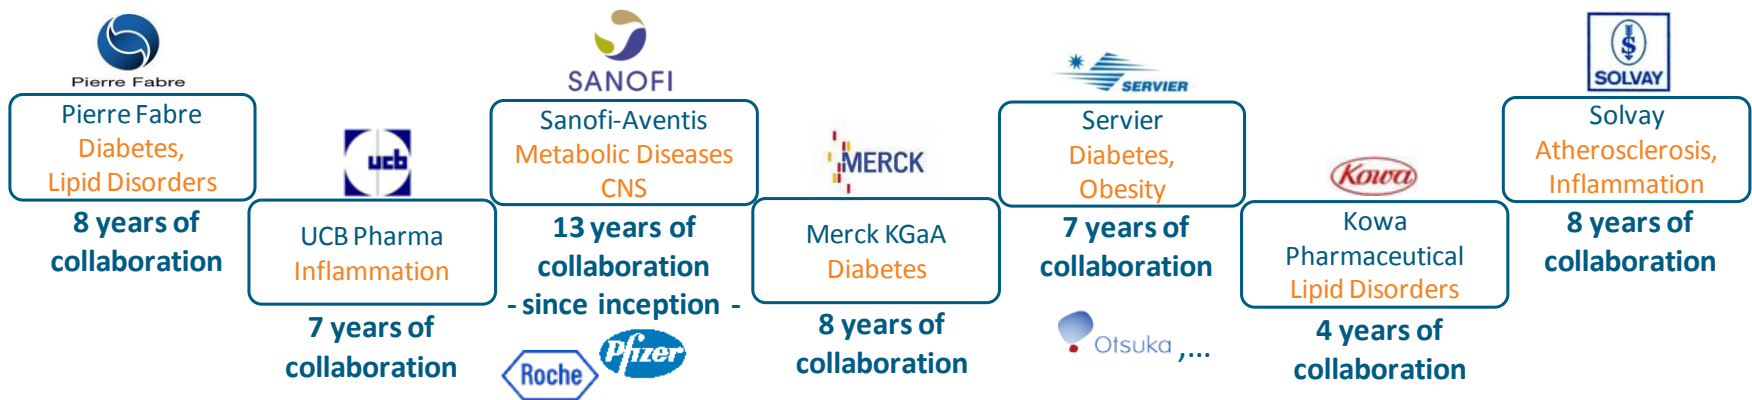 Pierre Fabre
Pierre Fabre
Diabetes,
Lipid Disorders
8 years of
collaboration
ucb
UCB Pharma
Inflammation
7 years of
collaboration
SANOFI
Sanofi-Aventis
Metabolic Diseases
CNS
13 years of
collaboration
- since inception -
Roche
Pfizer
MERCK
Merck KGaA
Diabetes
8 years of
collaboration
SERVIER
Servier
Diabetes,
Obesity
7 years of
collaboration
Otsuka ,...
Kowa
Kowa
Pharmaceutical
Lipid Disorders
4 years of
collaboration
S
SOLVAY
Solvay
Atherosclerosis,
Inflammation
8 years of
collaboration